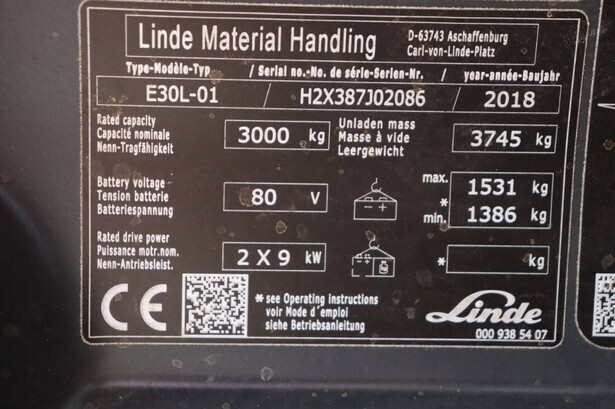 Linde Material Handling D-63743 Aschaffenburg
Carl-von-Linde-Platz
Type-Modèle-Typ / Serial no.-No. de série-Serien-Nr. / year-année-Baujahr
E30L-01 / H2X387J02086 / 2018
Rated capacity
Capacité nominale
Nenn-Tragfähigkeit
3000 kg
Unladen mass
Masse à vide
Leergewicht
3745 kg
Battery voltage
Tension batterie
Batteriespannung
80 V
max. 1531 kg
*
min. 1386 kg
Rated drive power
Puissance motr.nom.
Nenn-Antriebsleist.
2 X 9 kW
* kg
CE
* see Operating instructions
voir Mode d'emploi
siehe Betriebsanleitung
Linde
000 938 54 07